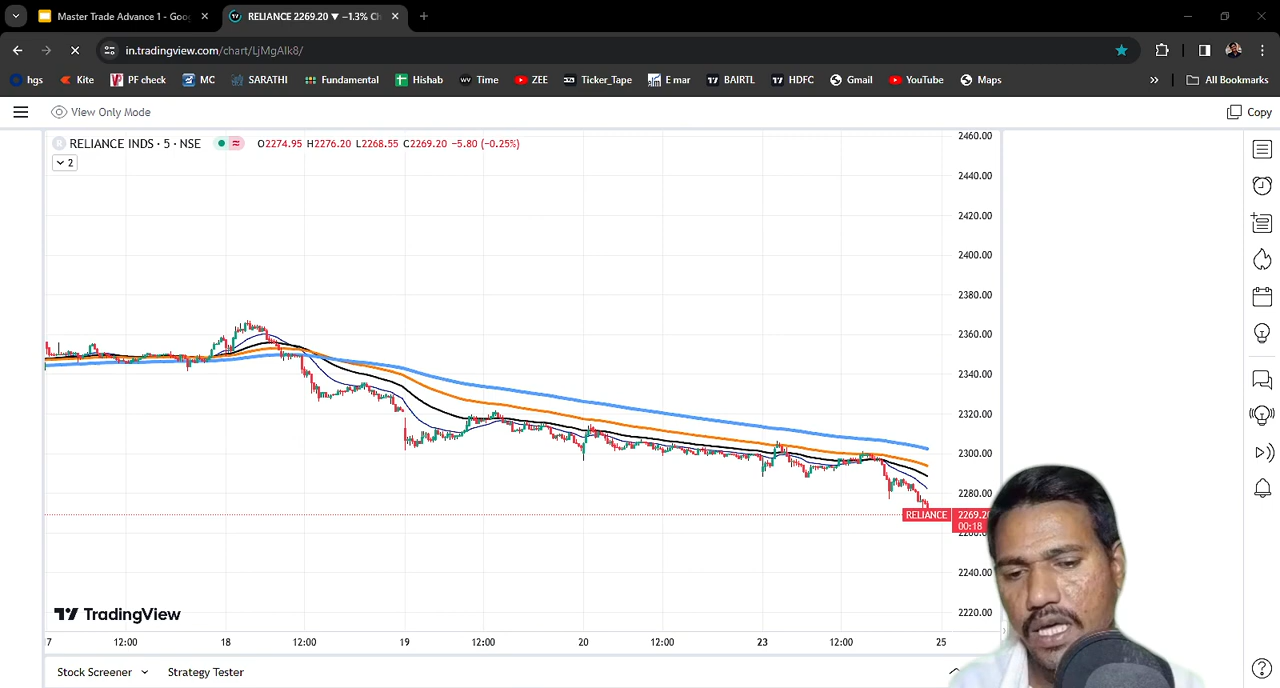 Master Trade Advance 1 - Goo
RELIANCE 2269.20 ▼ −1.3% Ch
in.tradingview.com/chart/LjMgAIk8/
hgs Kite PF check MC SARATHI Fundamental Hishab Time ZEE Ticker_Tape E mar BAIRTL HDFC Gmail YouTube Maps » All Bookmarks
View Only Mode Copy
RELIANCE INDS · 5 · NSE O2274.95 H2276.20 L2268.55 C2269.20 −5.80 (−0.25%)
2
2460.00
2440.00
2420.00
2400.00
2380.00
2360.00
2340.00
2320.00
2300.00
2280.00
RELIANCE 2269.20
00:18
2260.00
2240.00
2220.00
TradingView
7 12:00 18 12:00 19 12:00 20 12:00 23 12:00 25
Stock Screener Strategy Tester